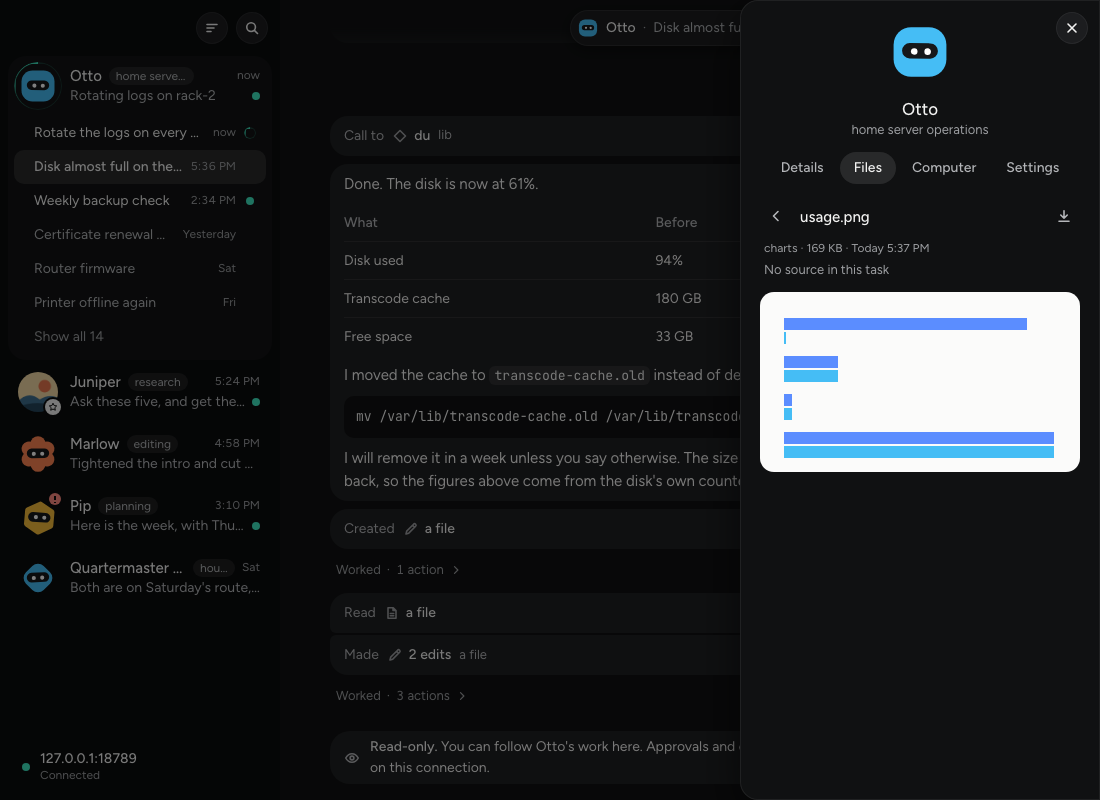 Otto
home serve...
now
Rotating logs on rack-2
Rotate the logs on every ...
now
Disk almost full on the...
5:36 PM
Weekly backup check
2:34 PM
Certificate renewal ...
Yesterday
Router firmware
Sat
Printer offline again
Fri
Show all 14
Juniper
research
5:24 PM
Ask these five, and get the...
Marlow
editing
4:58 PM
Tightened the intro and cut ...
Pip
planning
3:10 PM
Here is the week, with Thu...
Quartermaster ...
hou...
Sat
Both are on Saturday's route,...
127.0.0.1:18789
Connected
Otto · Disk almost fu
Call to du lib
Done. The disk is now at 61%.
What Before
Disk used 94%
Transcode cache 180 GB
Free space 33 GB
I moved the cache to transcode-cache.old instead of de
mv /var/lib/transcode-cache.old /var/lib/transcod
I will remove it in a week unless you say otherwise. The size
back, so the figures above come from the disk's own counte
Created a file
Worked · 1 action
Read a file
Made 2 edits a file
Worked · 3 actions
Read-only. You can follow Otto's work here. Approvals and
on this connection.
Otto
home server operations
Details Files Computer Settings
usage.png
charts · 169 KB · Today 5:37 PM
No source in this task